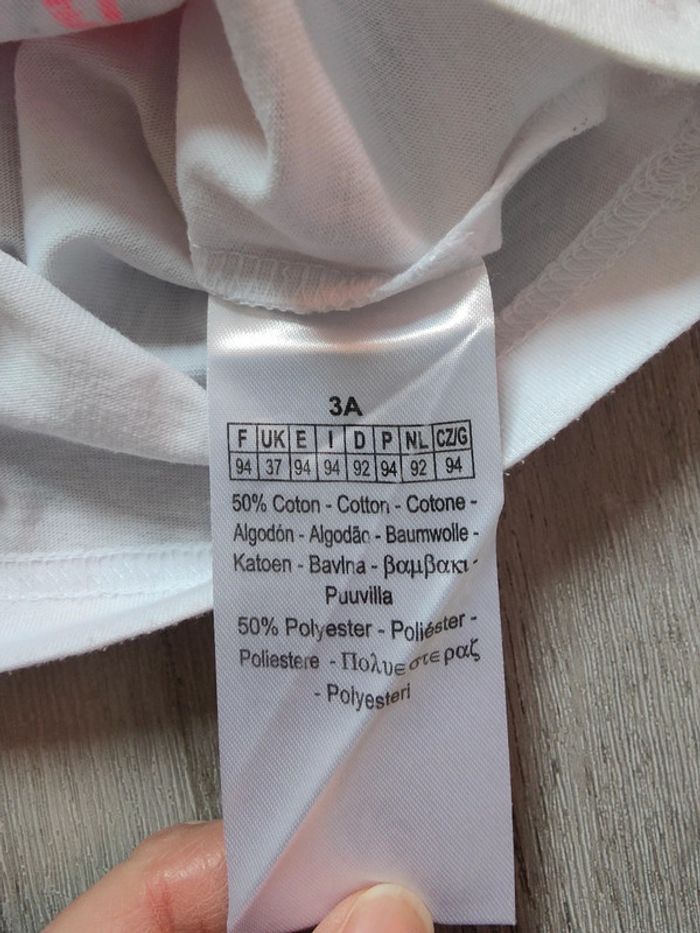 3A
F UK E I D P NL CZ/G
94 37 94 94 92 94 92 94
50% Coton - Cotton - Cotone -
Algodón - Algodão - Baumwolle -
Katoen - Bavlna - βαμβακι -
Puuvilla
50% Polyester - Poliéster -
Poliestere - Πολυεστεραζ
- Polyesteri